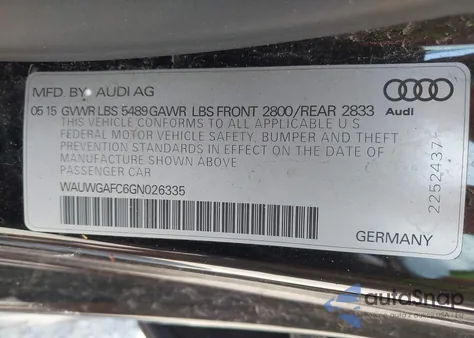 MFD. BY: AUDI AG
05 15 GVWR LBS 5489 GAWR LBS FRONT 2800/REAR 2833
THIS VEHICLE CONFORMS TO ALL APPLICABLE U S
FEDERAL MOTOR VEHICLE SAFETY, BUMPER AND THEFT
PREVENTION STANDARDS IN EFFECT ON THE DATE OF
MANUFACTURE SHOWN ABOVE
PASSENGER CAR
WAUWGAFC6GN026335
Audi
2252437
GERMANY
autoSnap